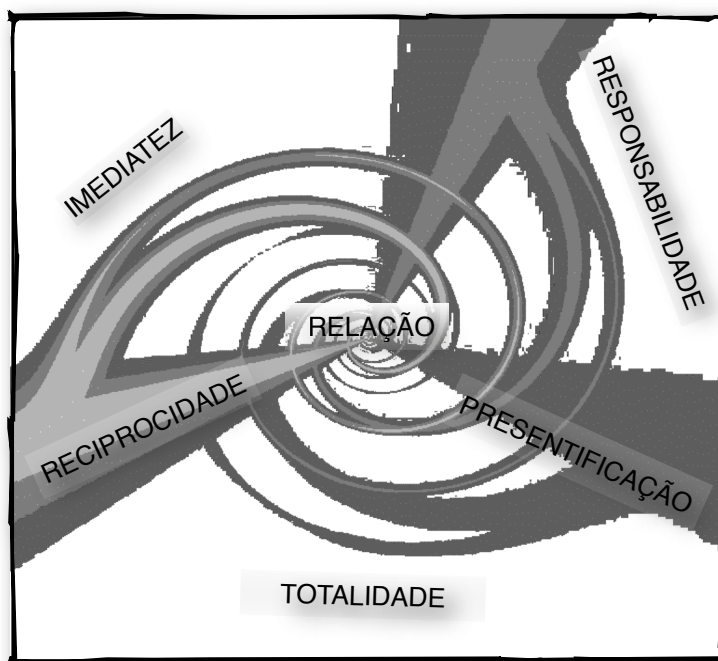 IMEDIATEZ
RESPONSABILIDADE
RELAÇÃO
RECIPROCIDADE
PRESENTIFICAÇÃO
TOTALIDADE